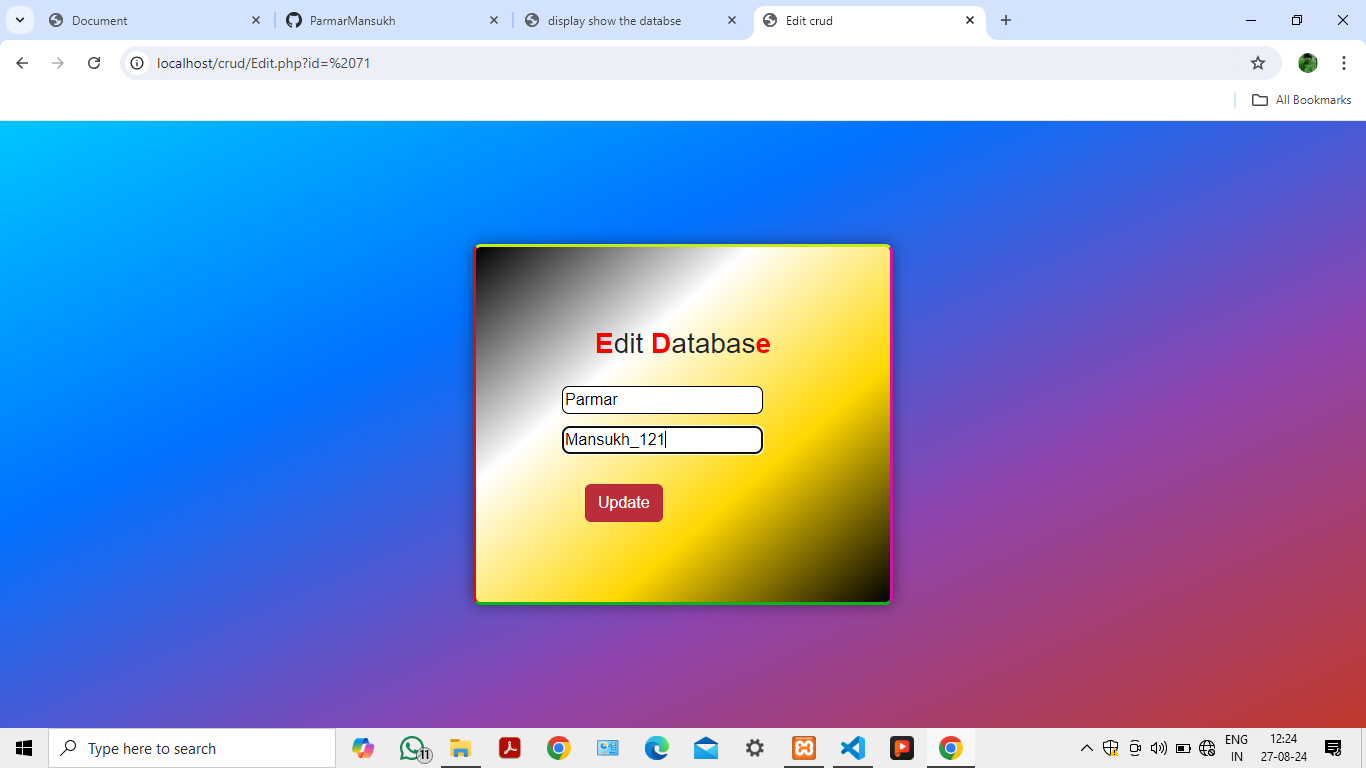 Document
ParmarMansukh
display show the databse
Edit crud
localhost/crud/Edit.php?id=%2071
All Bookmarks
Edit Database
Parmar
Mansukh_121
Update
Type here to search
11
ENG
IN
12:24
27-08-24